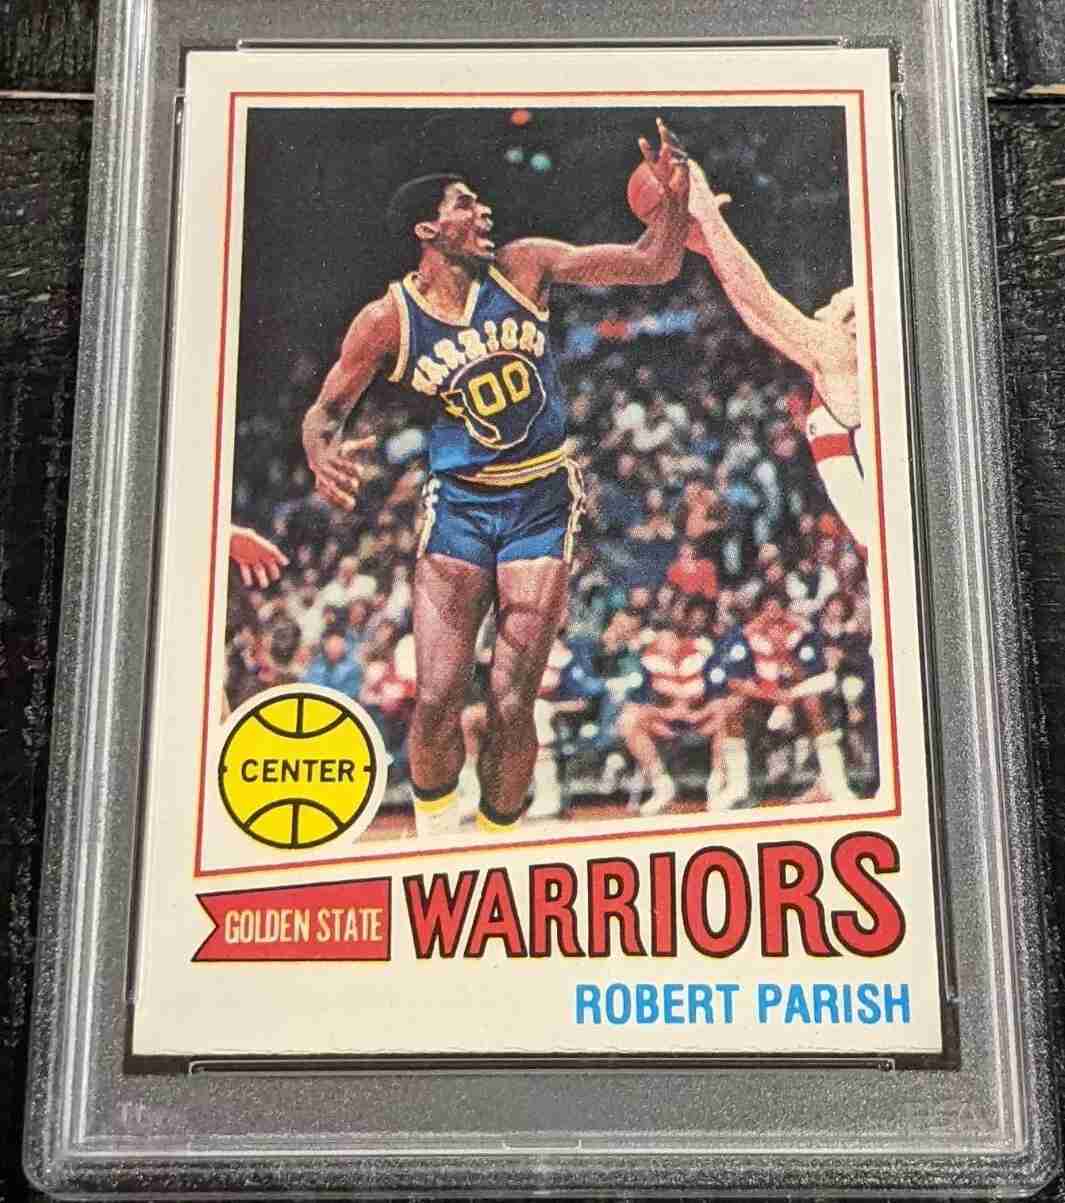 WARRIORS
00
CENTER
GOLDEN STATE
WARRIORS
ROBERT PARISH